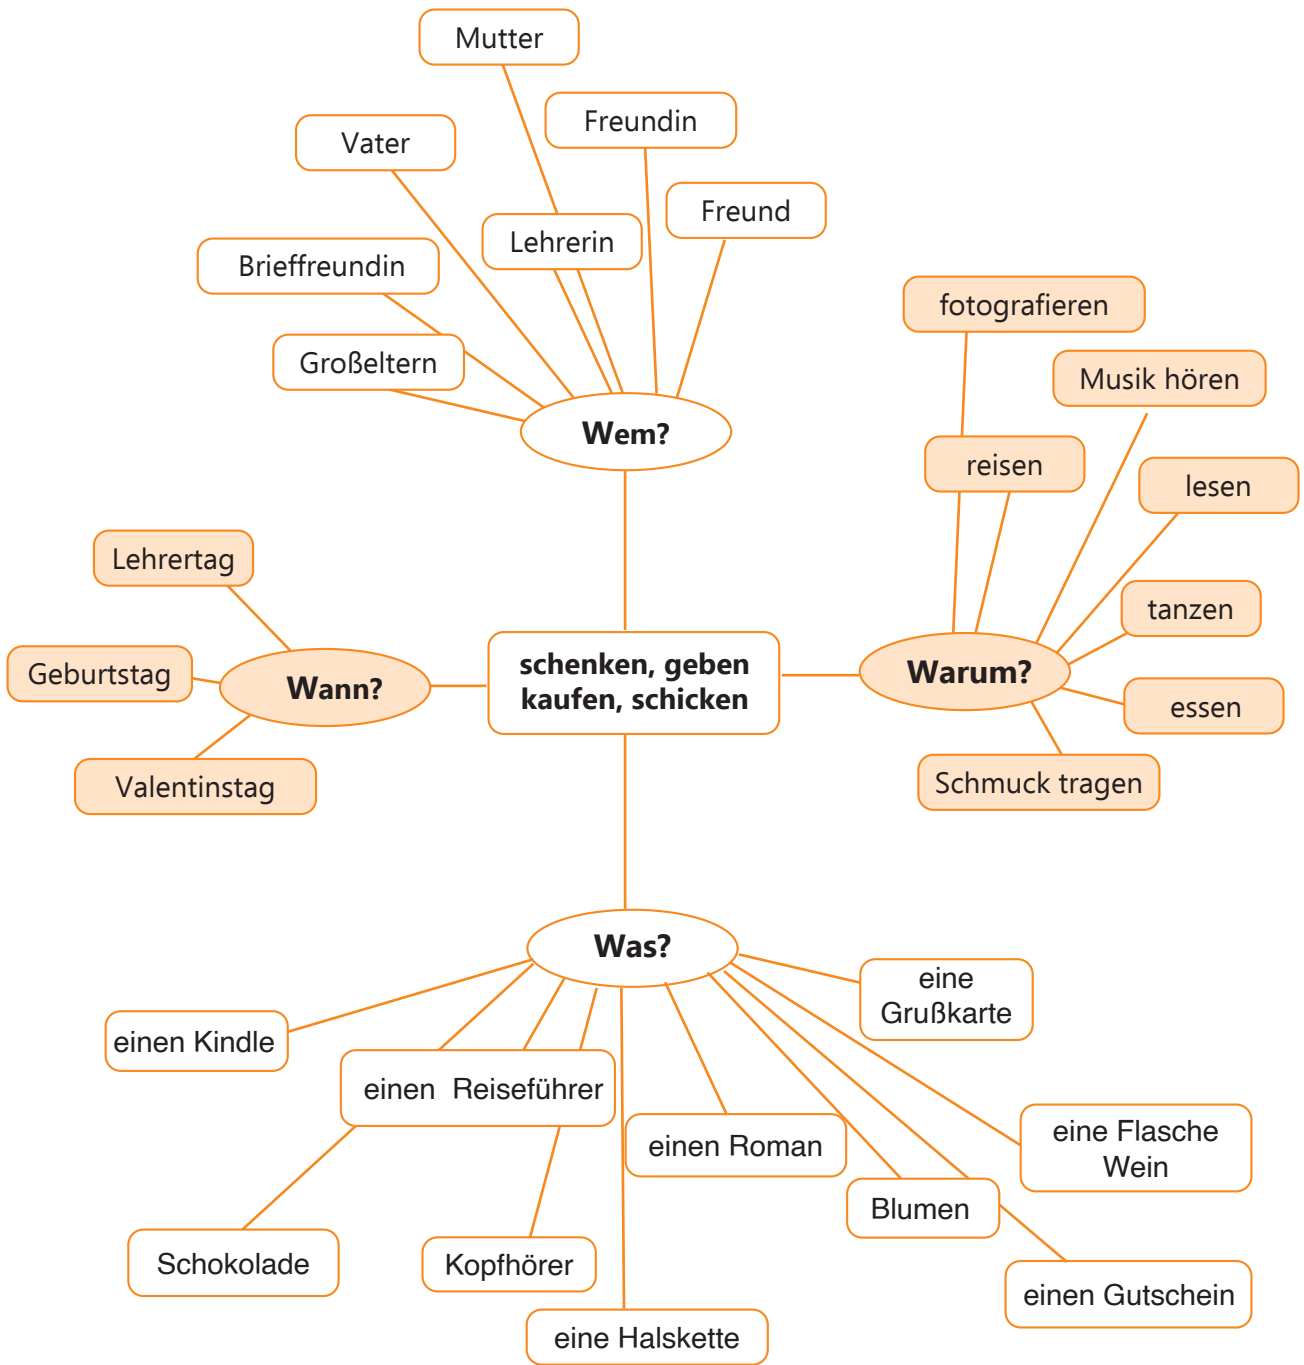 Mutter
Freundin
Vater
Freund
Lehrerin
Brieffreundin
Großeltern
Wem?
fotografieren
Musik hören
reisen
lesen
tanzen
Warum?
essen
Schmuck tragen
Lehrertag
Geburtstag
Wann?
Valentinstag
schenken, geben
kaufen, schicken
Was?
eine
Grußkarte
einen Kindle
einen Reiseführer
einen Roman
eine Flasche
Wein
Blumen
Schokolade
Kopfhörer
einen Gutschein
eine Halskette